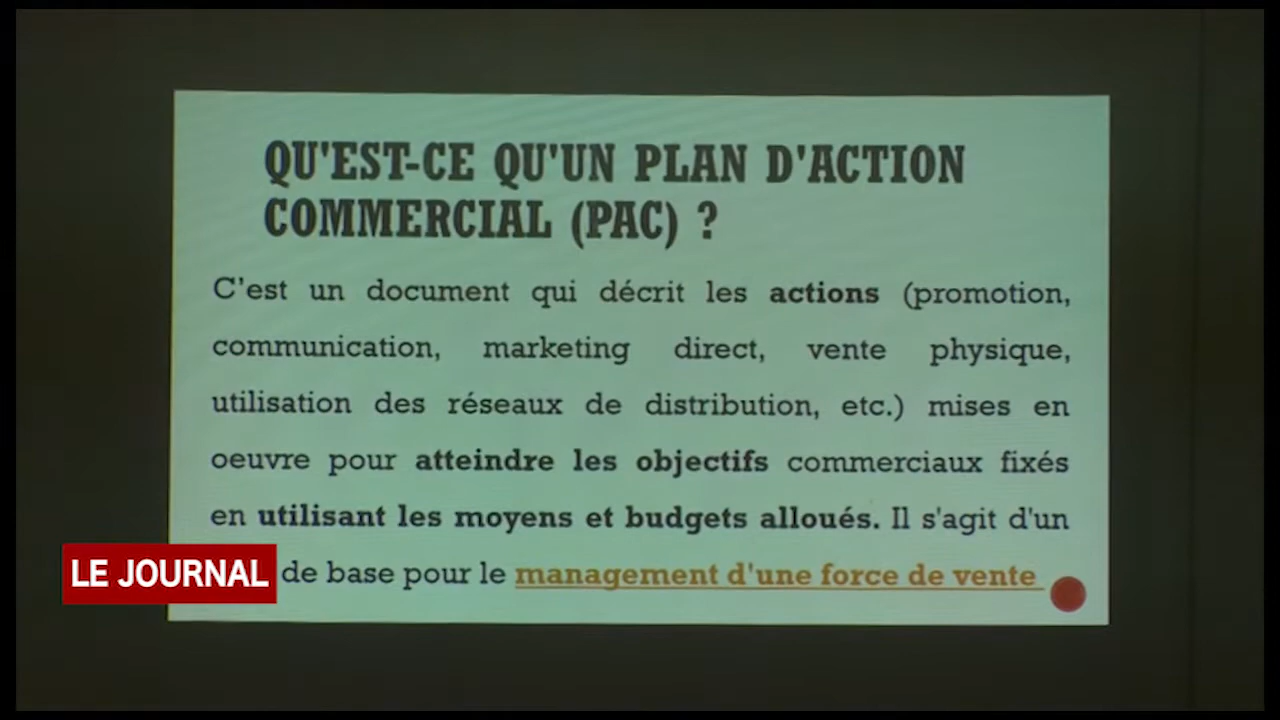 QU'EST-CE QU'UN PLAN D'ACTION
COMMERCIAL (PAC) ?
C'est un document qui décrit les actions (promotion,
communication, marketing direct, vente physique,
utilisation des réseaux de distribution, etc.) mises en
oeuvre pour atteindre les objectifs commerciaux fixés
en utilisant les moyens et budgets alloués. Il s'agit d'un
de base pour le management d'une force de vente
LE JOURNAL